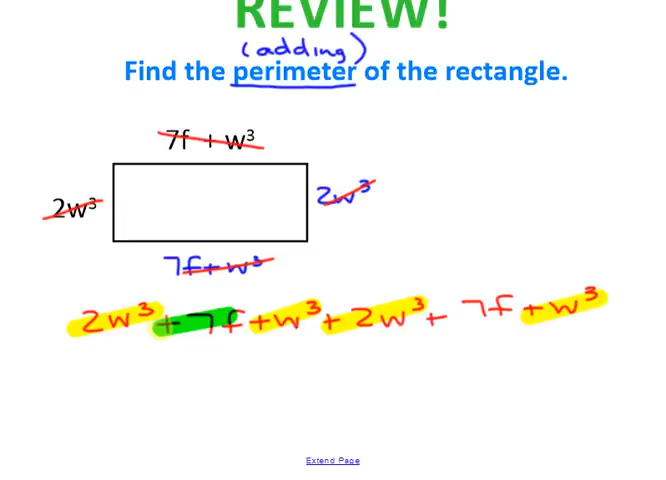 REVIEW!
(adding)
Find the perimeter of the rectangle.
7f + w³
2w³
2w³
7f+w³
2w³ +7f +w³ + 2w³ + 7f +w³
Extend Page